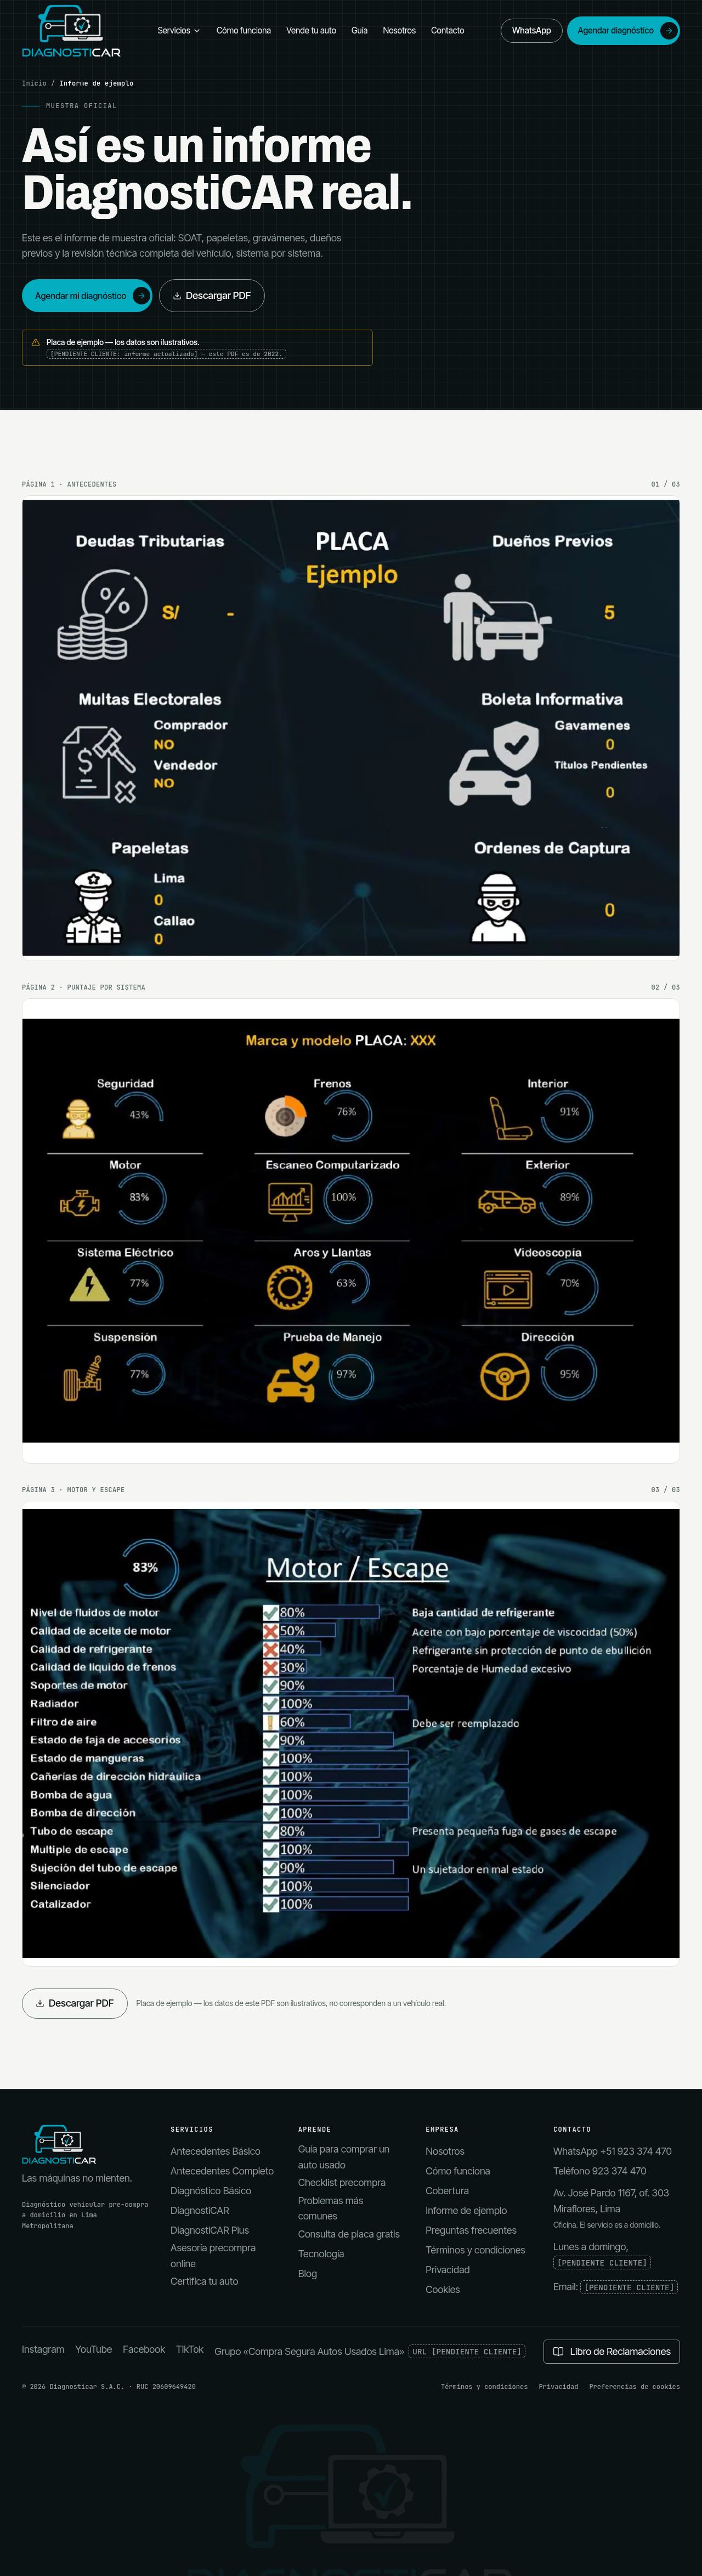 DIAGNOSTICAR
Servicios
Cómo funciona
Vende tu auto
Guía
Nosotros
Contacto
WhatsApp
Agendar diagnóstico
Inicio / Informe de ejemplo
MUESTRA OFICIAL
Así es un informe
DiagnostiCAR real.
Este es el informe de muestra oficial: SOAT, papeletas, gravámenes, dueños
previos y la revisión técnica completa del vehículo, sistema por sistema.
Agendar mi diagnóstico
Descargar PDF
Placa de ejemplo — los datos son ilustrativos.
[PENDIENTE CLIENTE: informe actualizado] — este PDF es de 2022.
PÁGINA 1 · ANTECEDENTES
01 / 03
Deudas Tributarias
PLACA
Dueños Previos
Ejemplo
%
S/ -
5
Multas Electorales
Boleta Informativa
Comprador
NO
Vendedor
NO
Gavamenes
0
Títulos Pendientes
0
Papeletas
Ordenes de Captura
Lima
0
Callao
0
0
PÁGINA 2 · PUNTAJE POR SISTEMA
02 / 03
Marca y modelo PLACA: XXX
Seguridad
43%
Frenos
76%
Interior
91%
Motor
83%
Escaneo Computarizado
100%
Exterior
89%
Sistema Eléctrico
77%
Aros y Llantas
63%
Videoscopía
70%
Suspensión
77%
Prueba de Manejo
97%
Dirección
95%
PÁGINA 3 · MOTOR Y ESCAPE
03 / 03
83%
Motor / Escape
Nivel de fluidos de motor 80% Baja cantidad de refrigerante
Calidad de aceite de motor 50% Aceite con bajo porcentaje de viscocidad (50%)
Calidad de refrigerante 40% Refrigerante sin protección de punto de ebullición
Calidad de liquido de frenos 30% Porcentaje de Humedad excesivo
Soportes de motor 90%
Radiador 100%
Filtro de aire 60% Debe ser reemplazado
Estado de faja de accesorios 90%
Estado de mangueras 100%
Cañerías de dirección hidráulica 100%
Bomba de agua 100%
Bomba de dirección 100%
Tubo de escape 80% Presenta pequeña fuga de gases de escape
Multiple de escape 100%
Sujeción del tubo de escape 90% Un sujetador en mal estado
Silenciador 100%
Catalizador 100%
Descargar PDF
Placa de ejemplo — los datos de este PDF son ilustrativos, no corresponden a un vehículo real.
DIAGNOSTICAR
Las máquinas no mienten.
Diagnóstico vehicular pre-compra
a domicilio en Lima
Metropolitana
SERVICIOS
Antecedentes Básico
Antecedentes Completo
Diagnóstico Básico
DiagnostiCAR
DiagnostiCAR Plus
Asesoría precompra
online
Certifica tu auto
APRENDE
Guía para comprar un
auto usado
Checklist precompra
Problemas más
comunes
Consulta de placa gratis
Tecnología
Blog
EMPRESA
Nosotros
Cómo funciona
Cobertura
Informe de ejemplo
Preguntas frecuentes
Términos y condiciones
Privacidad
Cookies
CONTACTO
WhatsApp +51 923 374 470
Teléfono 923 374 470
Av. José Pardo 1167, of. 303
Miraflores, Lima
Oficina. El servicio es a domicilio.
Lunes a domingo,
[PENDIENTE CLIENTE]
Email: [PENDIENTE CLIENTE]
Instagram
YouTube
Facebook
TikTok
Grupo «Compra Segura Autos Usados Lima» URL [PENDIENTE CLIENTE]
Libro de Reclamaciones
© 2026 Diagnosticar S.A.C. · RUC 20609649420
Términos y condiciones
Privacidad
Preferencias de cookies
DIAGNOSTICAR